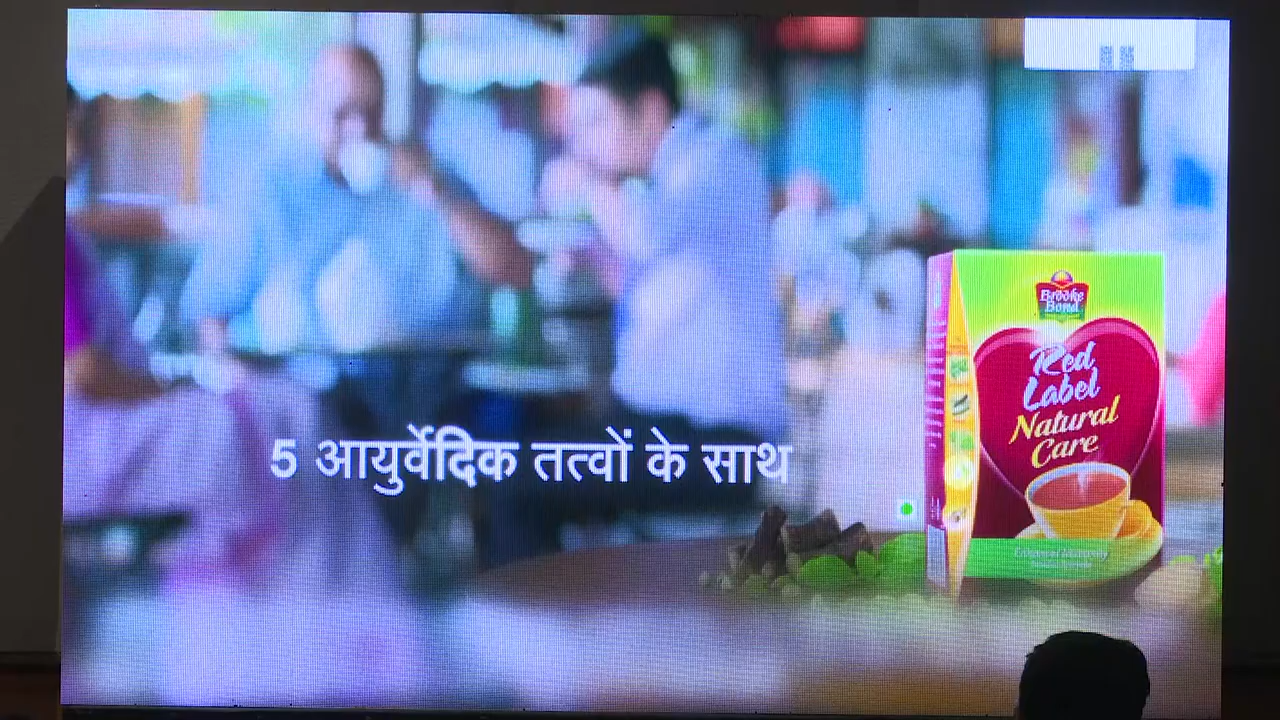 5 आयुर्वेदिक तत्वों के साथ
Brooke
Bond
Red
Label
Natural
Care